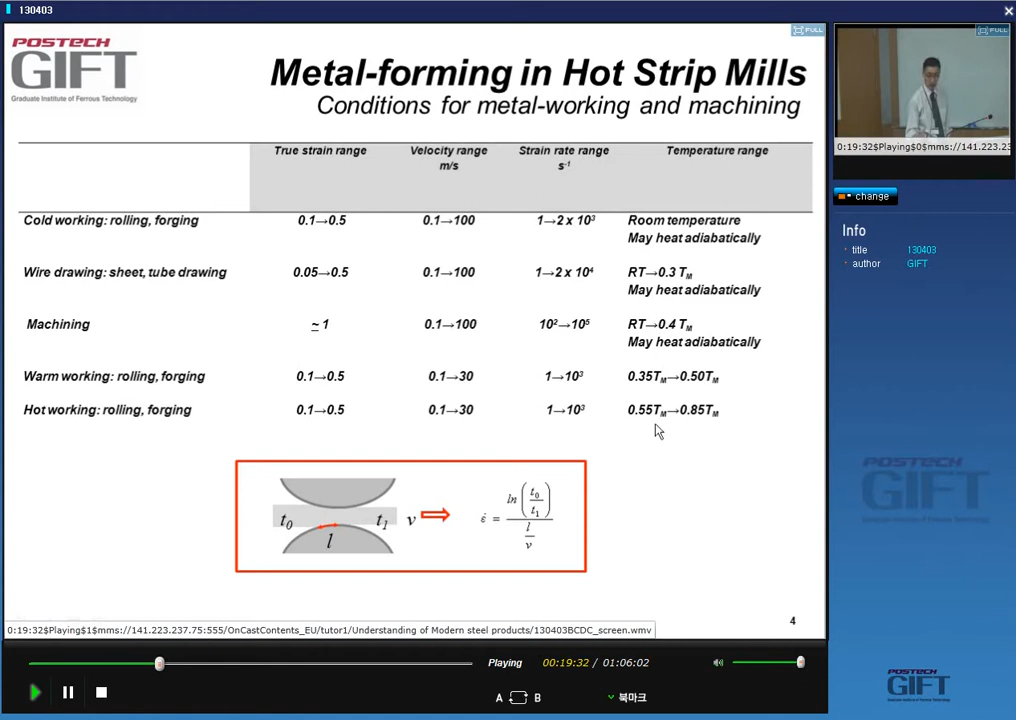 130403
POSTECH
GIFT
Graduate Institute of Ferrous Technology
FULL
Metal-forming in Hot Strip Mills
Conditions for metal-working and machining
True strain range
Velocity range
m/s
Strain rate range
s⁻¹
Temperature range
Cold working: rolling, forging
0.1→0.5
0.1→100
1→2 x 10³
Room temperature
May heat adiabatically
Wire drawing: sheet, tube drawing
0.05→0.5
0.1→100
1→2 x 10⁴
RT→0.3 T_M
May heat adiabatically
Machining
~ 1
0.1→100
10²→10⁵
RT→0.4 T_M
May heat adiabatically
Warm working: rolling, forging
0.1→0.5
0.1→30
1→10³
0.35T_M→0.50T_M
Hot working: rolling, forging
0.1→0.5
0.1→30
1→10³
0.55T_M→0.85T_M
t₀
t₁
v
l
ε̇ = ln(t₀/t₁) / (l/v)
4
0:19:32$Playing$1$mms://141.223.237.75:555/OnCastContents_EU/tutor1/Understanding of Modern steel products/130403BCDC_screen.wmv
FULL
0:19:32$Playing$0$mms://141.223.23
change
Info
title 130403
author GIFT
POSTECH
GIFT
Playing
00:19:32 / 01:06:02
A B
북마크
POSTECH
GIFT